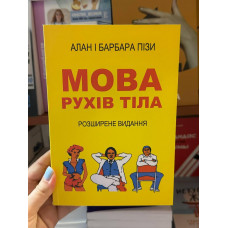 АЛАН І БАРБАРА ПІЗИ
МОВА
РУХІВ ТІЛА
РОЗШИРЕНЕ ВИДАННЯ